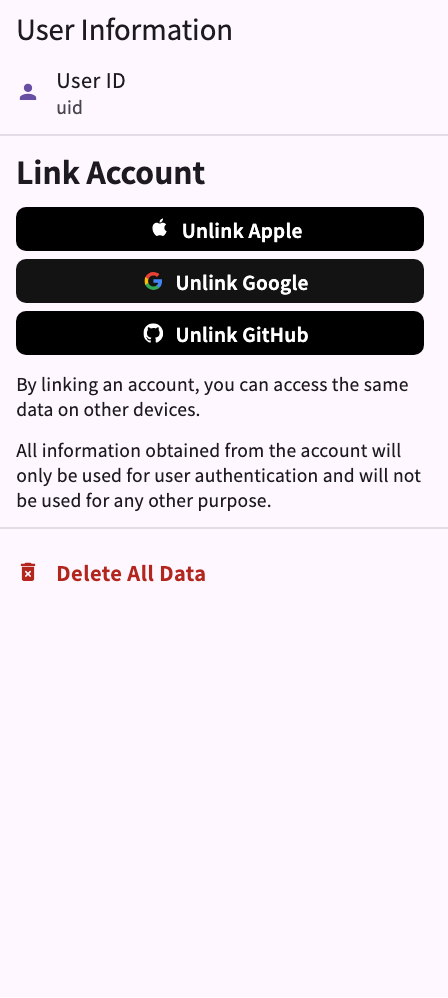 User Information
User ID
uid
Link Account
Unlink Apple
Unlink Google
Unlink GitHub
By linking an account, you can access the same
data on other devices.
All information obtained from the account will
only be used for user authentication and will not
be used for any other purpose.
Delete All Data